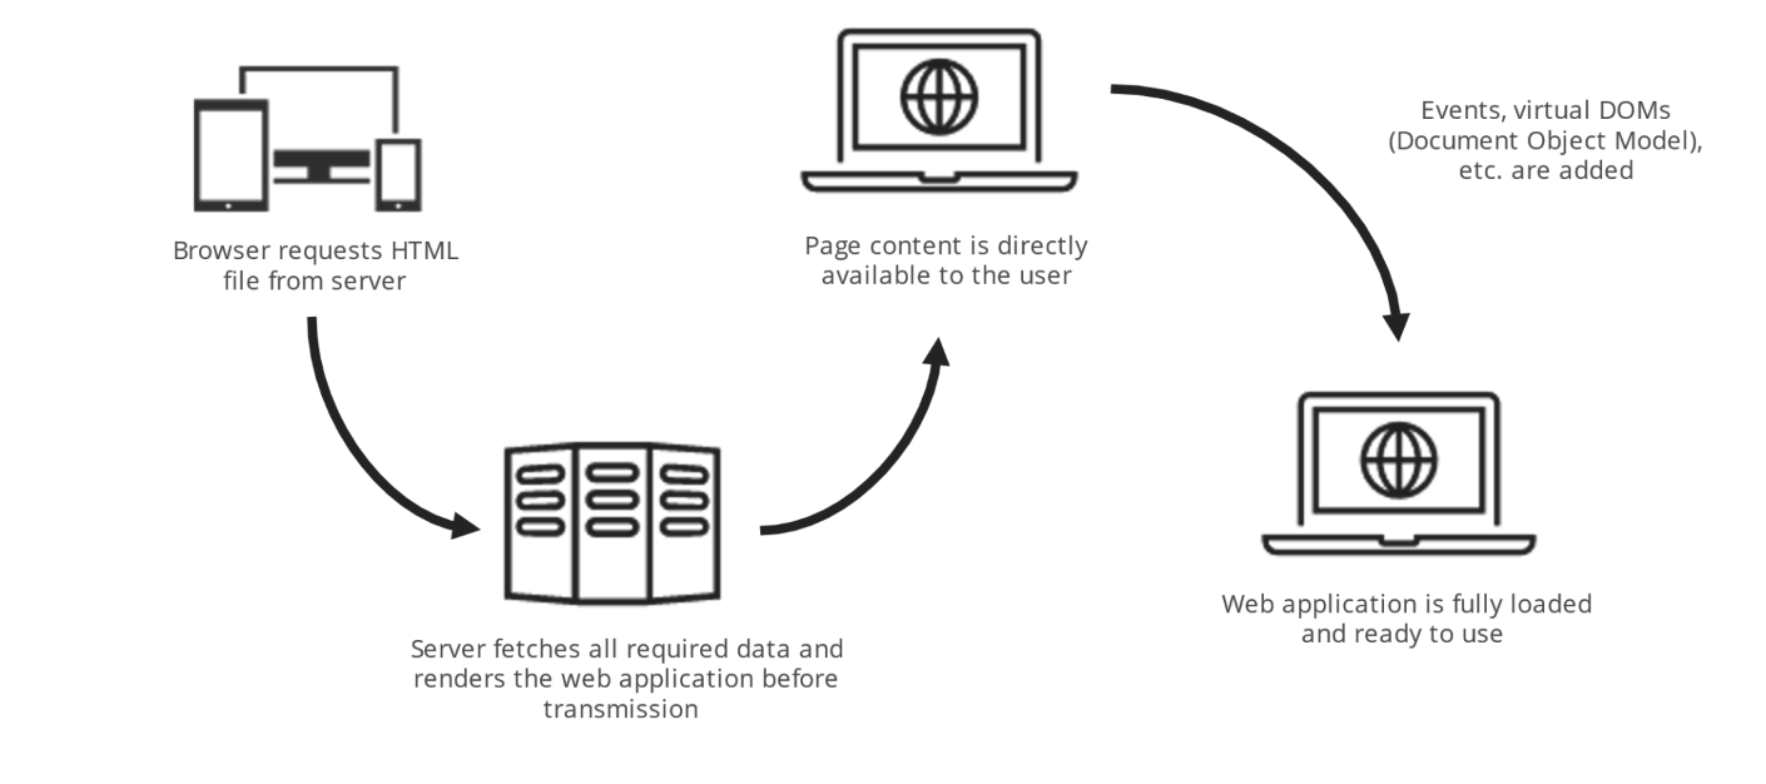 Browser requests HTML
file from server
Server fetches all required data and
renders the web application before
transmission
Page content is directly
available to the user
Events, virtual DOMs
(Document Object Model),
etc. are added
Web application is fully loaded
and ready to use